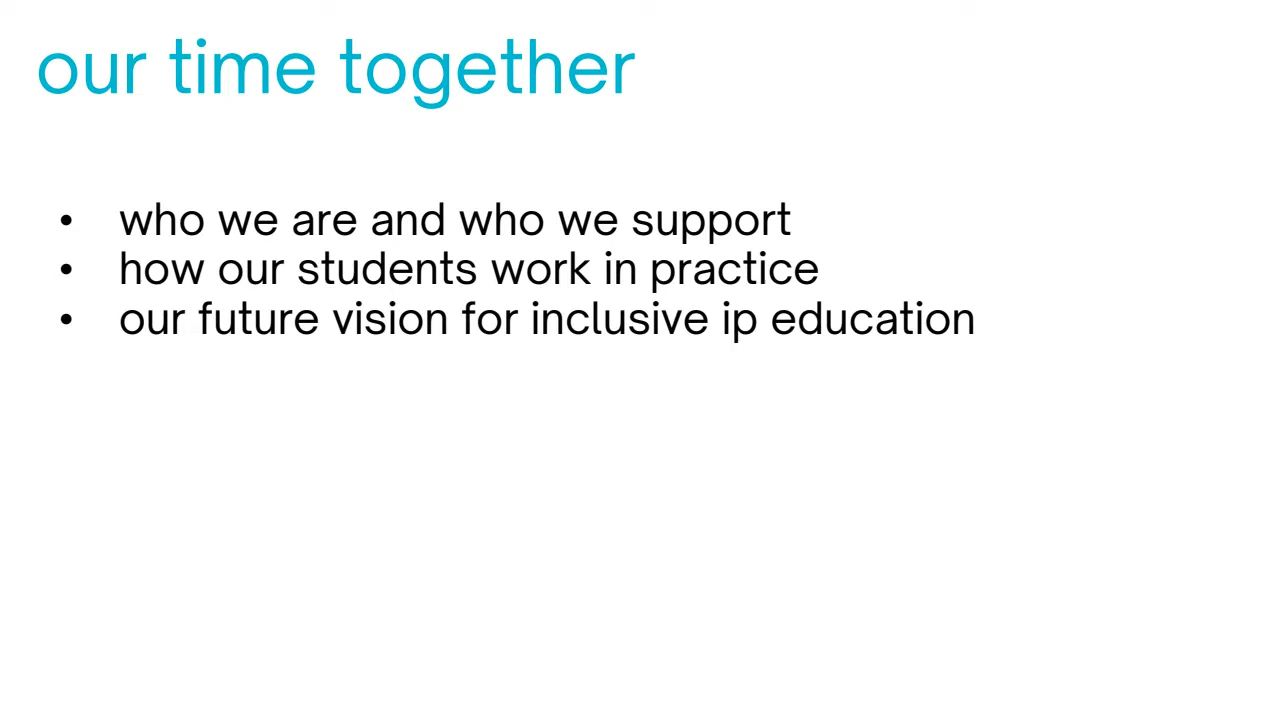 our time together
• who we are and who we support
• how our students work in practice
• our future vision for inclusive ip education